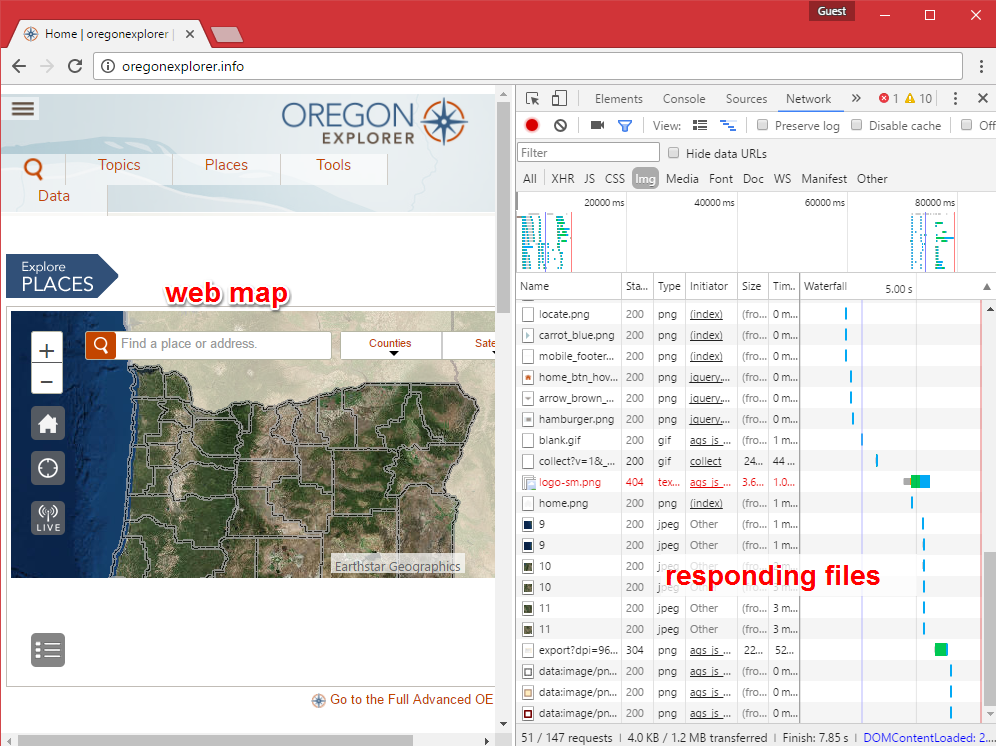 Guest
Home | oregonexplorer |
oregonexplorer.info
OREGON
EXPLORER
Topics Places Tools
Data
Explore
PLACES
web map
Find a place or address. Counties Sate
LIVE
Earthstar Geographics
Go to the Full Advanced OE
Elements Console Sources Network 1 10
View: Preserve log Disable cache Off
Filter Hide data URLs
All XHR JS CSS Img Media Font Doc WS Manifest Other
20000 ms 40000 ms 60000 ms 80000 ms
Name Sta... Type Initiator Size Tim.. Waterfall 5.00 s
locate.png 200 png (index) (fro... 0 m...
carrot_blue.png 200 png (index) (fro... 0 m...
mobile_footer... 200 png (index) (fro... 0 m...
home_btn_hov... 200 png jquery,... (fro... 0 m...
arrow_brown_... 200 png jquery,... (fro... 0 m...
hamburger.png 200 png jquery,... (fro... 0 m...
blank.gif 200 gif ags_js_... (fro... 1 m...
collect?v=1&_... 200 gif collect 24... 44 ...
logo-sm.png 404 tex... ags_js_... 3.6... 1.0...
home.png 200 png (index) (fro... 1 m...
9 200 jpeg Other (fro... 0 m...
9 200 jpeg Other (fro... 0 m...
10 200
responding files
10 200 jpeg Other (fro... 3 m...
11 200 jpeg Other (fro... 3 m...
11 200 jpeg Other (fro... 3 m...
export?dpi=96... 304 png ags_js_... 22... 52...
data:image/pn... 200 png ags_js_... (fro... 0 m...
data:image/pn... 200 png ags_js_... (fro... 0 m...
data:image/pn... 200 png ags_js_... (fro... 0 m...
51 / 147 requests | 4.0 KB / 1.2 MB transferred | Finish: 7.85 s | DOMContentLoaded: 2....